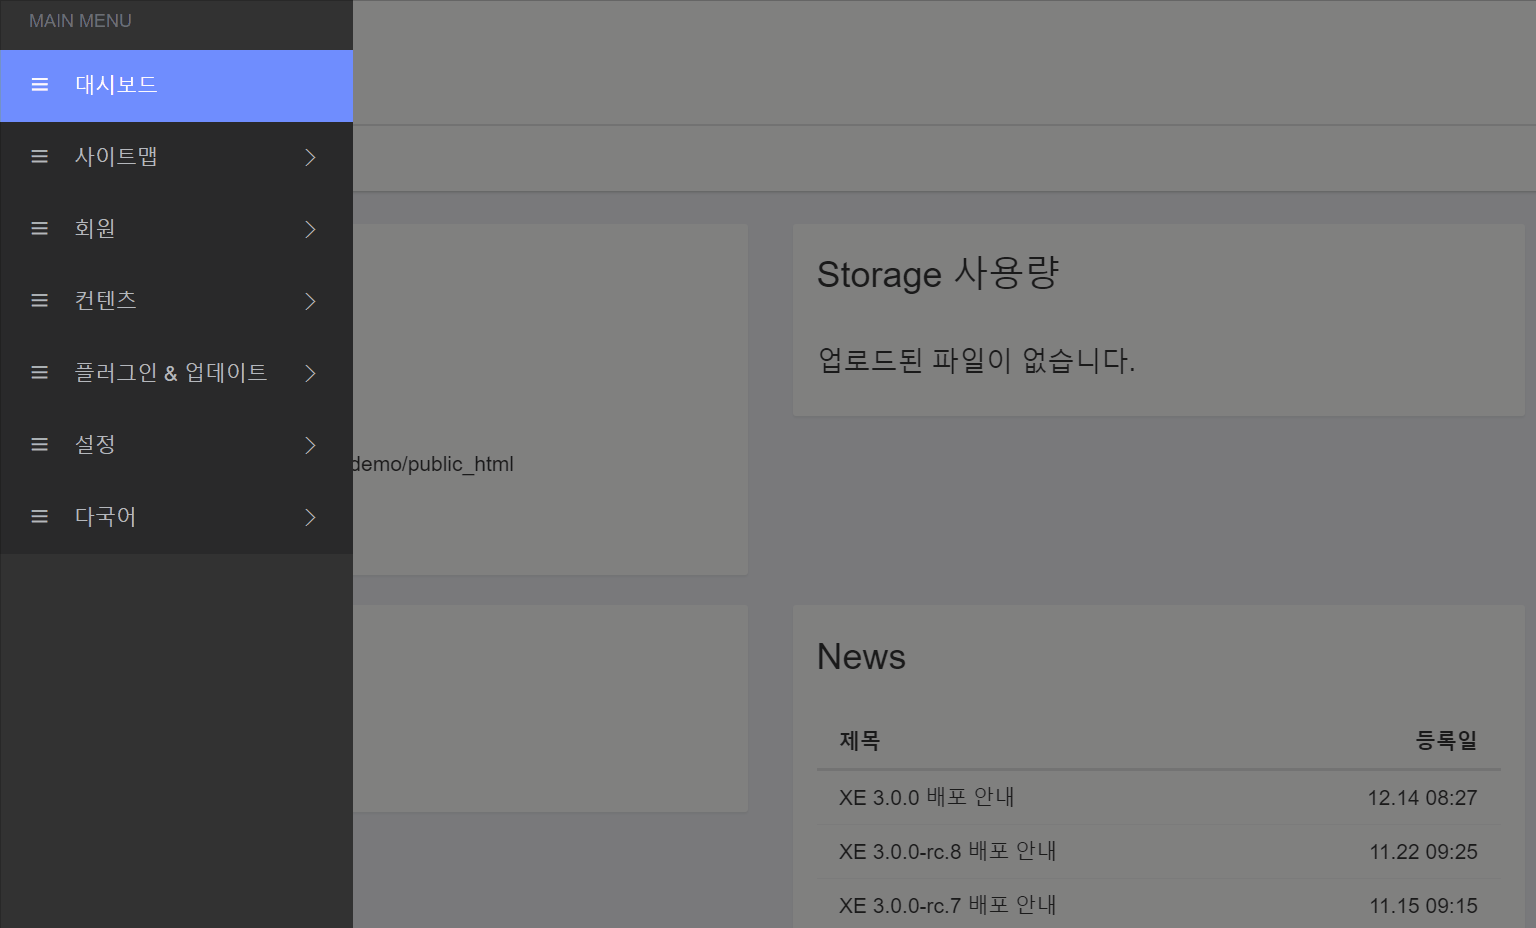 MAIN MENU
대시보드
사이트맵
회원
컨텐츠
플러그인 & 업데이트
설정
다국어
demo/public_html
Storage 사용량
업로드된 파일이 없습니다.
News
제목 등록일
XE 3.0.0 배포 안내 12.14 08:27
XE 3.0.0-rc.8 배포 안내 11.22 09:25
XE 3.0.0-rc.7 배포 안내 11.15 09:15